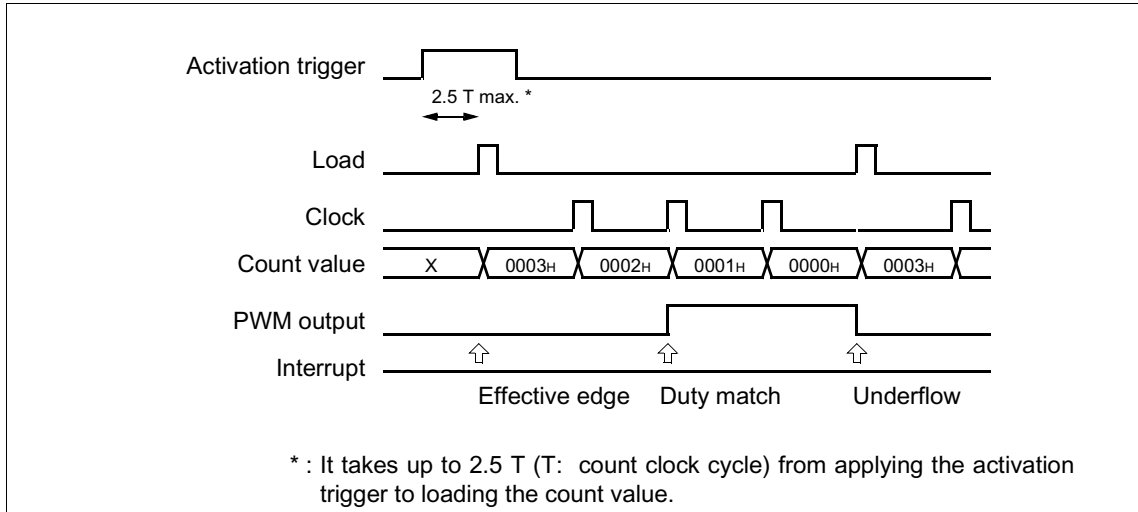 Activation trigger
2.5 T max. *
Load
Clock
Count value X 0003H 0002H 0001H 0000H 0003H
PWM output
Interrupt
Effective edge Duty match Underflow
* : It takes up to 2.5 T (T: count clock cycle) from applying the activation
trigger to loading the count value.